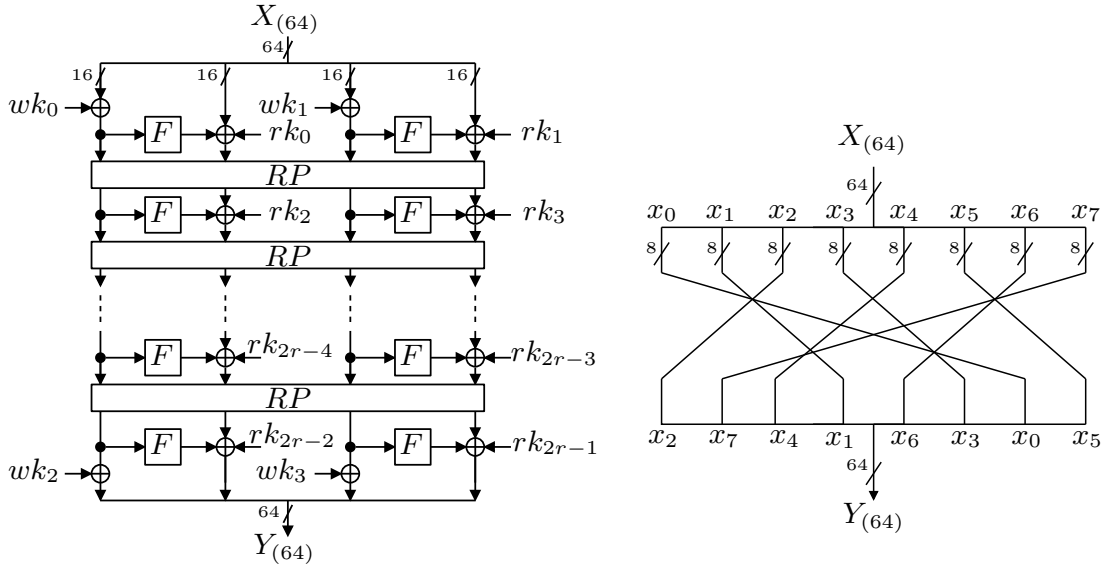 X(64)
64
16 16 16 16
wk0 wk1
F rk0 F rk1
RP
F rk2 F rk3
RP
F rk2r−4 F rk2r−3
RP
F rk2r−2 F rk2r−1
wk2 wk3
64
Y(64)
X(64)
64
x0 x1 x2 x3 x4 x5 x6 x7
8 8 8 8 8 8 8 8
x2 x7 x4 x1 x6 x3 x0 x5
64
Y(64)